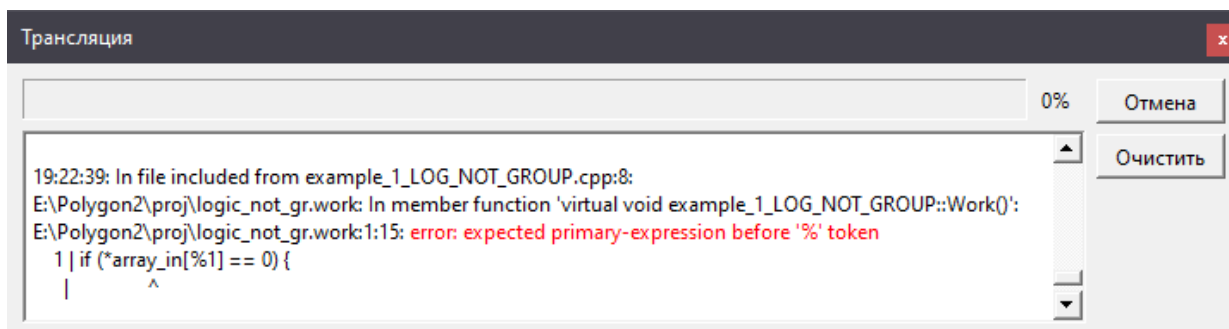 Трансляция
x
0%
Отмена
Очистить
19:22:39: In file included from example_1_LOG_NOT_GROUP.cpp:8:
E:\Polygon2\proj\logic_not_gr.work: In member function 'virtual void example_1_LOG_NOT_GROUP::Work()':
E:\Polygon2\proj\logic_not_gr.work:1:15: error: expected primary-expression before '%' token
1 | if (*array_in[%1] == 0) {
| ^